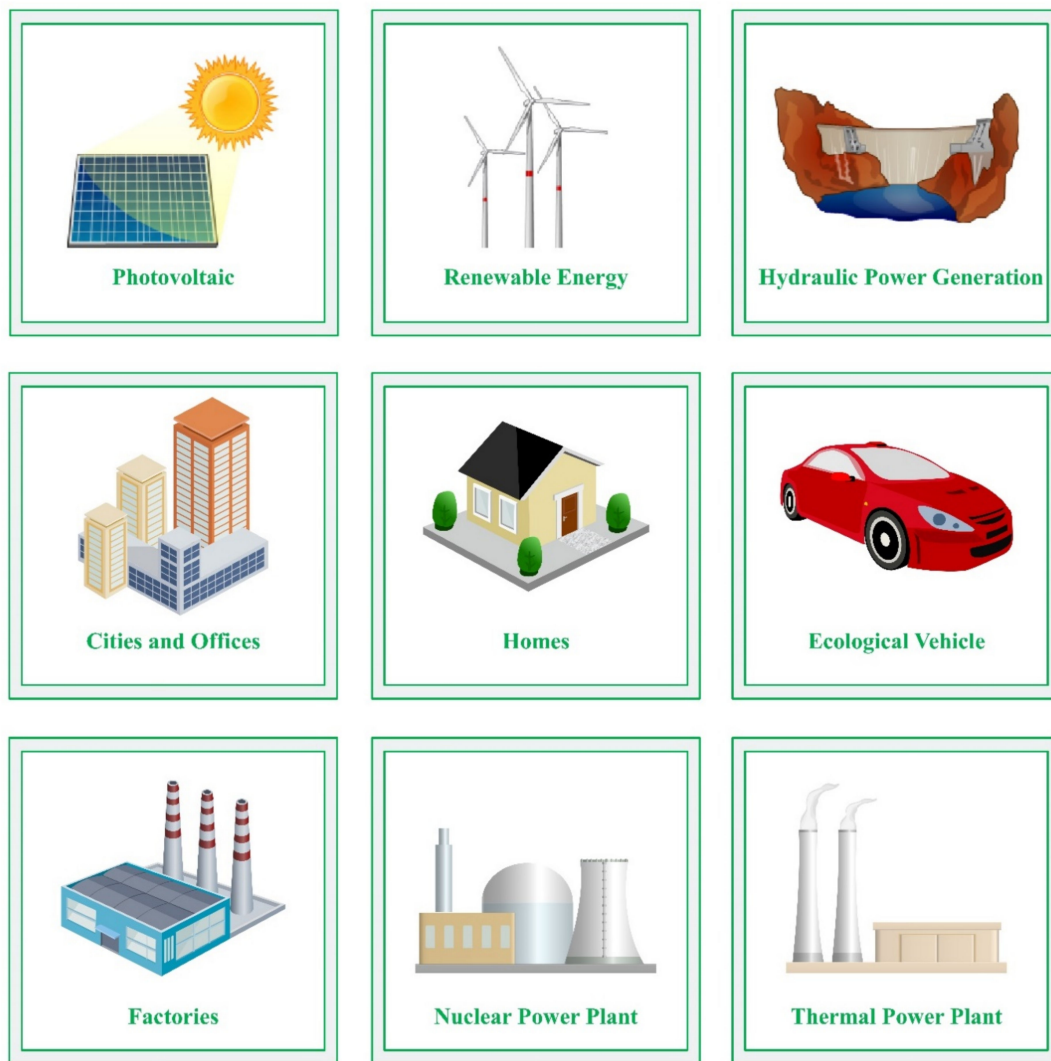 Photovoltaic
Renewable Energy
Hydraulic Power Generation
Cities and Offices
Homes
Ecological Vehicle
Factories
Nuclear Power Plant
Thermal Power Plant